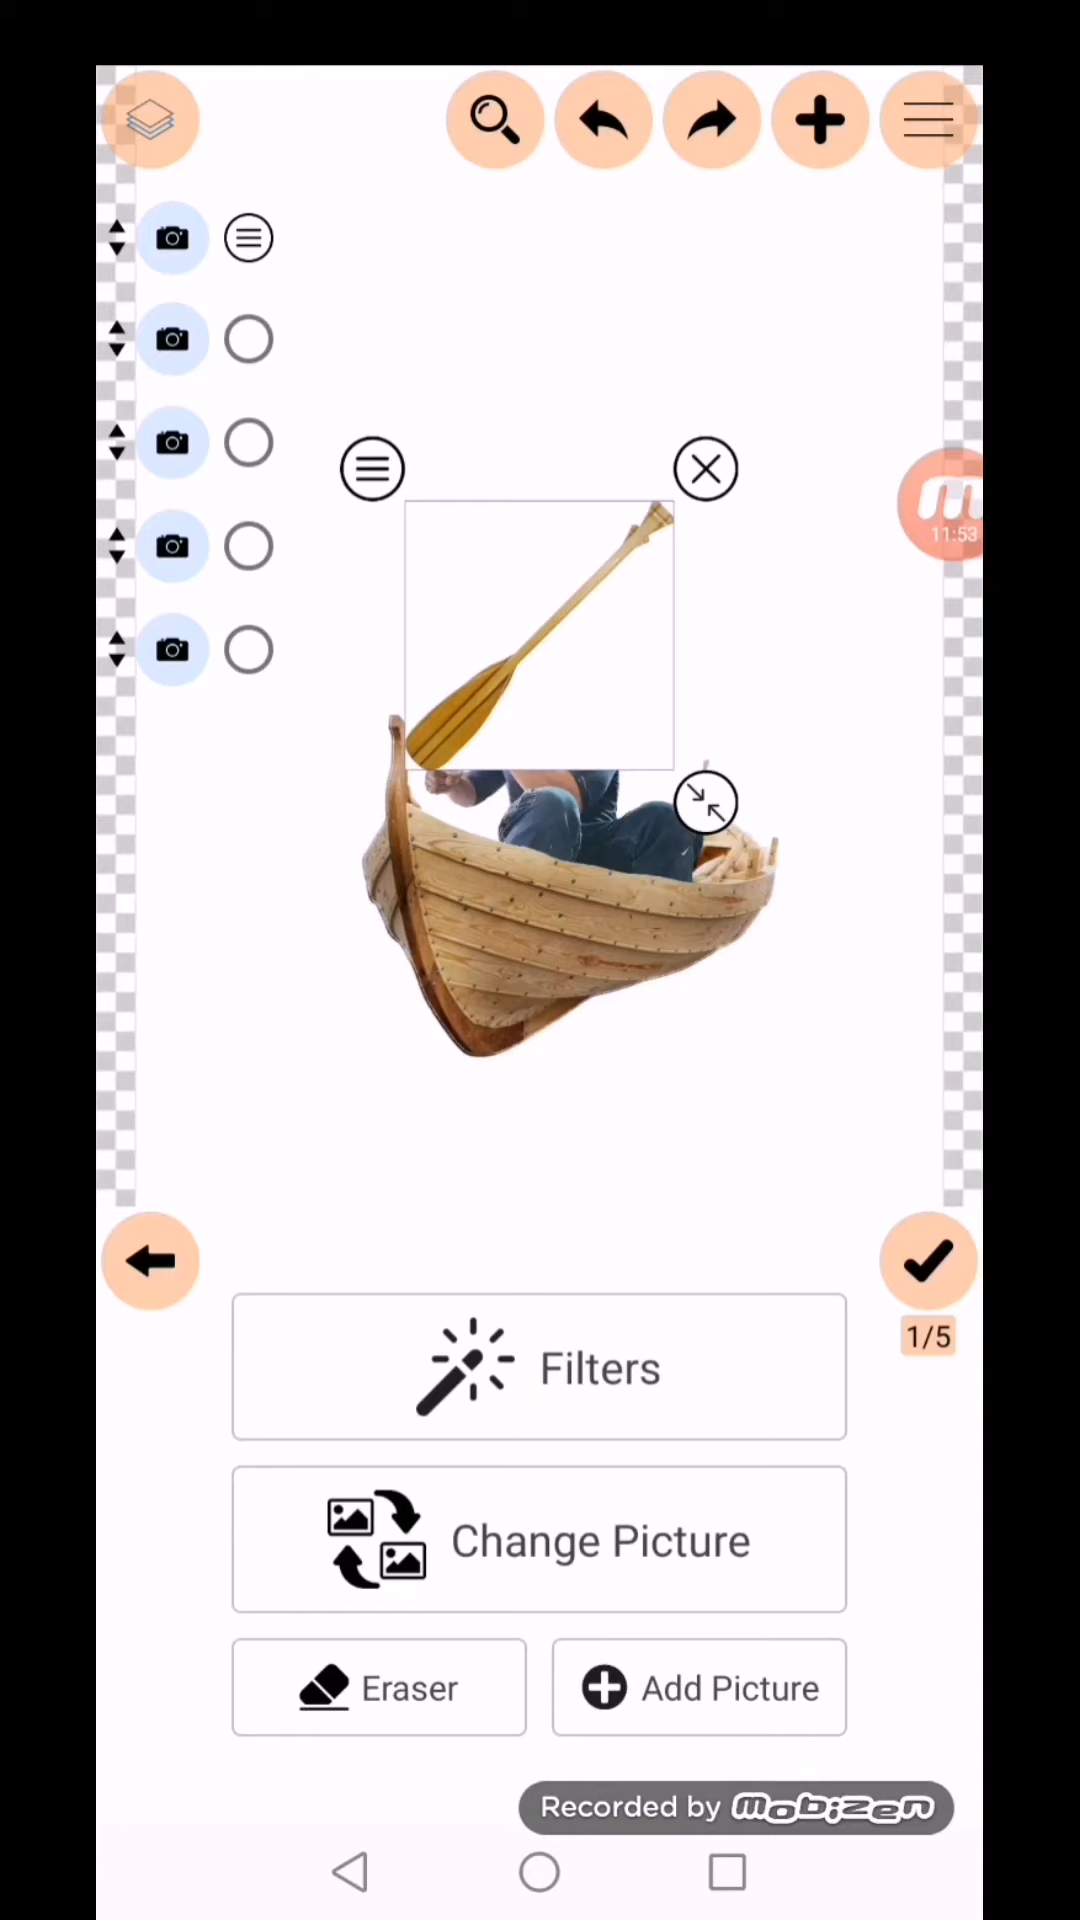 11:53
1/5
Filters
Change Picture
Eraser
Add Picture
Recorded by mobizen